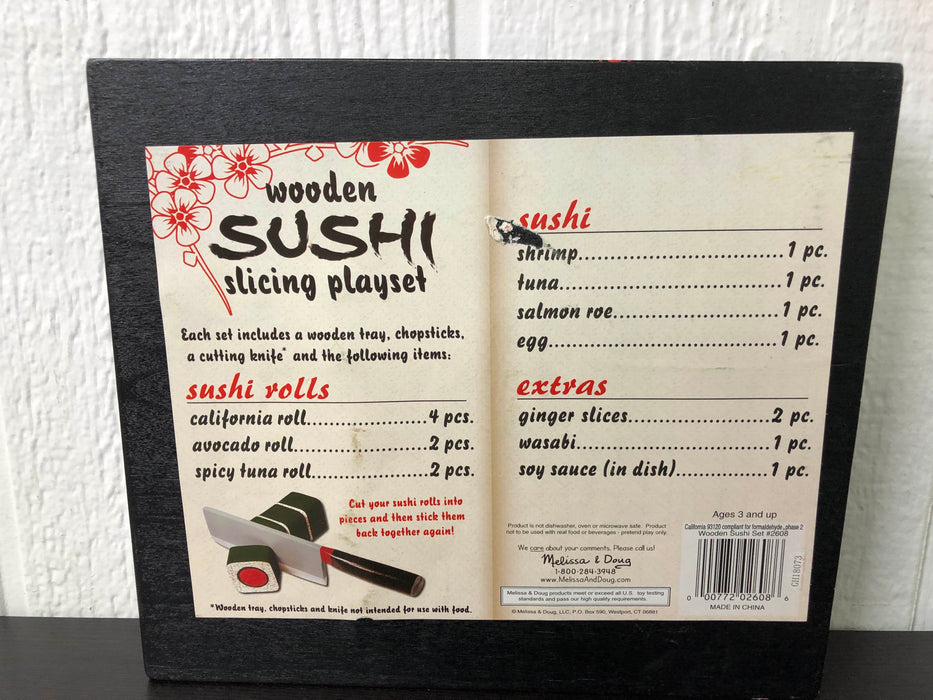 wooden
SUSHI
slicing playset
Each set includes a wooden tray, chopsticks,
a cutting knife* and the following items:
sushi rolls
california roll..............................4 pcs.
avocado roll..............................2 pcs.
spicy tuna roll..............................2 pcs.
Cut your sushi rolls into
pieces and then stick them
back together again!
*Wooden tray, chopsticks and knife not intended for use with food.
sushi
shrimp..............................1 pc.
tuna..............................1 pc.
salmon roe..............................1 pc.
egg..............................1 pc.
extras
ginger slices..............................2 pc.
wasabi..............................1 pc.
soy sauce (in dish)..............................1 pc.
Product is not dishwasher, oven or microwave safe. Product
not to be used with real food or beverages - pretend play only.
We care about your comments. Please call us!
Melissa & Doug
1-800-284-3948
www.MelissaAndDoug.com
Melissa & Doug products meet or exceed all U.S. toy testing
standards and pass our high quality requirements.
© Melissa & Doug, LLC, P.O. Box 590, Westport, CT 06881
Ages 3 and up
California 93120 compliant for formaldehyde, phase 2
Wooden Sushi Set #2608
0 00772 02608 6
MADE IN CHINA
GH18073